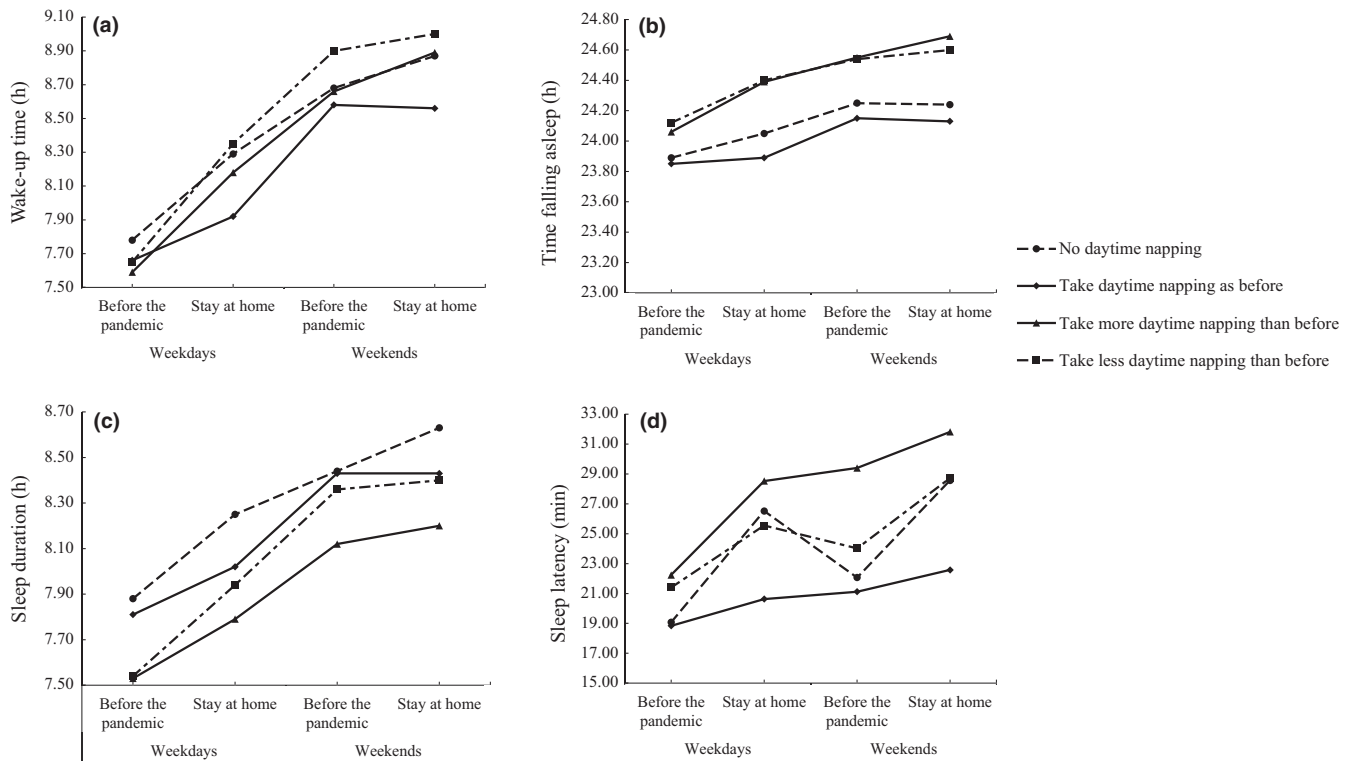 (a)
Wake-up time (h)
9.10
8.90
8.70
8.50
8.30
8.10
7.90
7.70
7.50
Before the
pandemic
Stay at home
Before the
pandemic
Stay at home
Weekdays
Weekends
(b)
Time falling asleep (h)
24.80
24.60
24.40
24.20
24.00
23.80
23.60
23.40
23.20
23.00
Before the
pandemic
Stay at home
Before the
pandemic
Stay at home
Weekdays
Weekends
No daytime napping
Take daytime napping as before
Take more daytime napping than before
Take less daytime napping than before
(c)
Sleep duration (h)
8.70
8.50
8.30
8.10
7.90
7.70
7.50
Before the
pandemic
Stay at home
Before the
pandemic
Stay at home
Weekdays
Weekends
(d)
Sleep latency (min)
33.00
31.00
29.00
27.00
25.00
23.00
21.00
19.00
17.00
15.00
Before the
pandemic
Stay at home
Before the
pandemic
Stay at home
Weekdays
Weekends